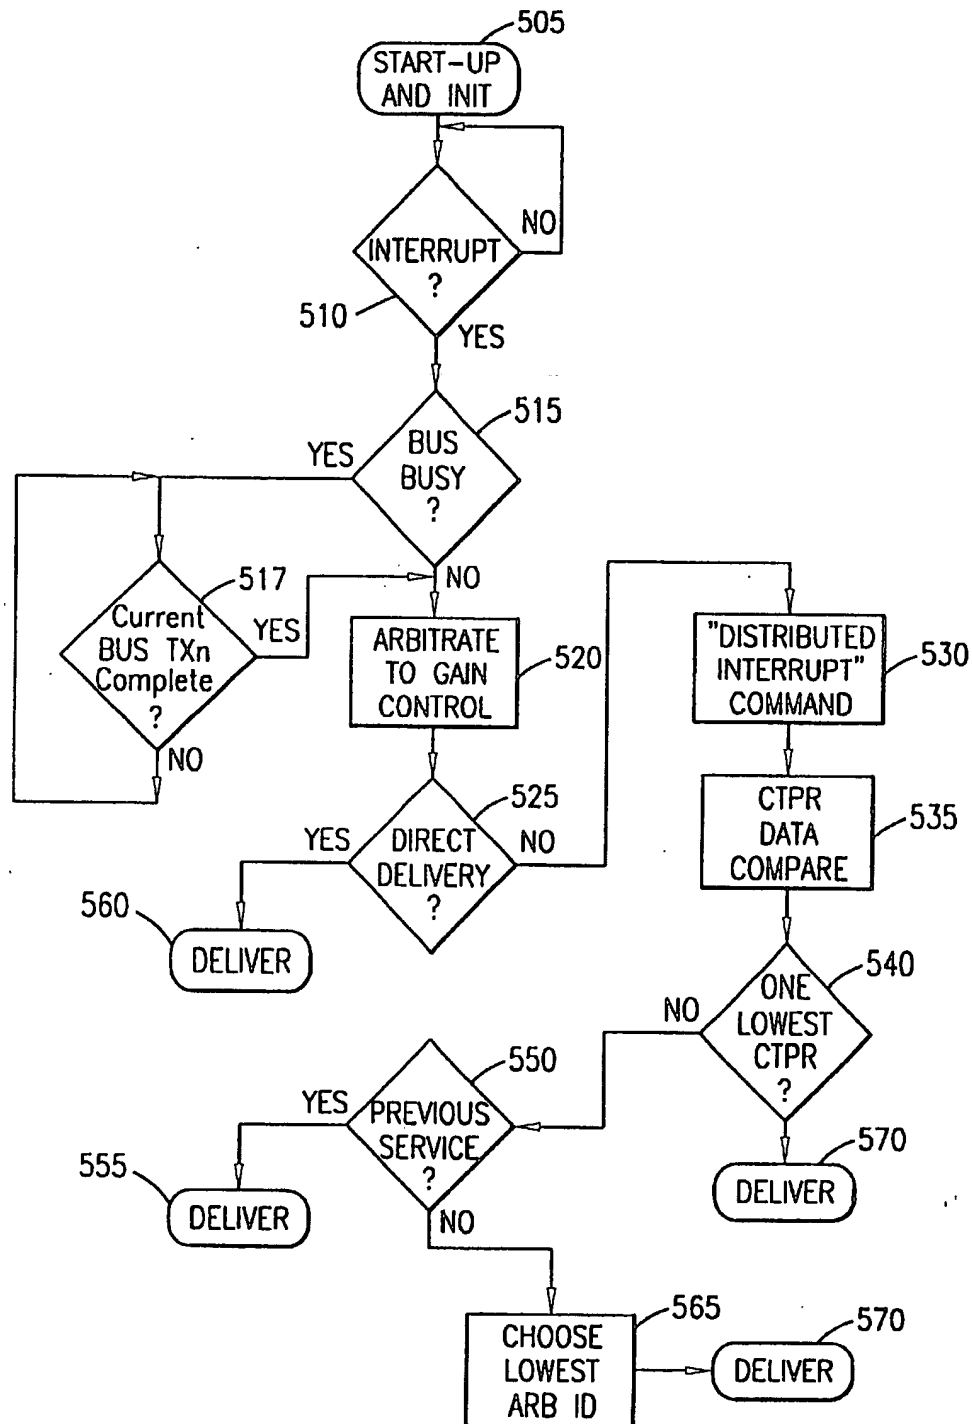 505
START-UP
AND INIT
NO
INTERRUPT
?
510
YES
515
YES
BUS
BUSY
?
NO
517
Current
BUS TXn
Complete
?
YES
NO
ARBITRATE
TO GAIN
CONTROL
520
"DISTRIBUTED
INTERRUPT"
COMMAND
530
525
YES
DIRECT
DELIVERY
?
NO
CTPR
DATA
COMPARE
535
560
DELIVER
540
NO
ONE
LOWEST
CTPR
?
550
YES
PREVIOUS
SERVICE
?
NO
555
DELIVER
570
DELIVER
565
CHOOSE
LOWEST
ARB ID
570
DELIVER